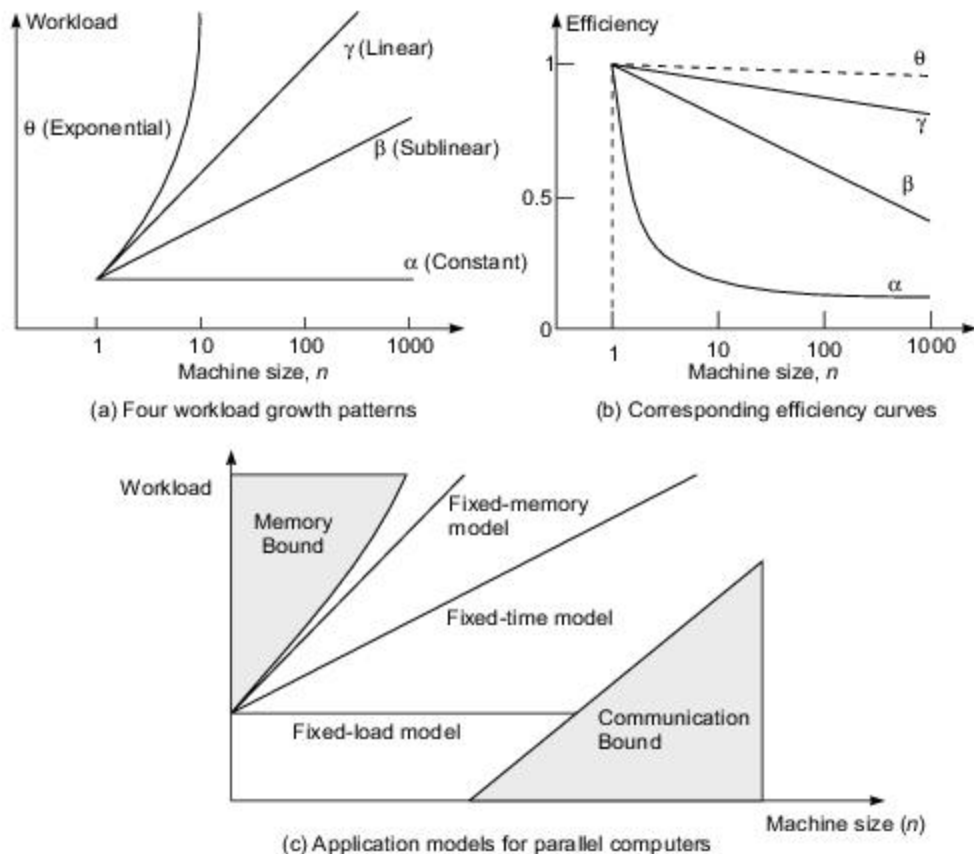 Workload
γ (Linear)
θ (Exponential)
β (Sublinear)
α (Constant)
1 10 100 1000
Machine size, n
(a) Four workload growth patterns
Efficiency
1
θ
γ
β
0.5
α
0
1 10 100 1000
Machine size, n
(b) Corresponding efficiency curves
Workload
Memory
Bound
Fixed-memory
model
Fixed-time model
Fixed-load model
Communication
Bound
Machine size (n)
(c) Application models for parallel computers